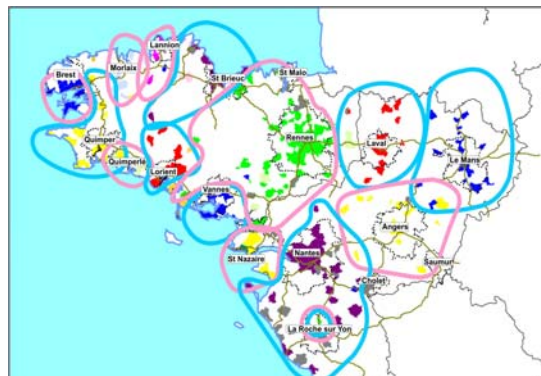 Lannion
Morlaix
St Malo
Brest
St Brieuc
Rennes
Laval
Quimper
Le Mans
Quimperlé
Lorient
Vannes
Angers
St Nazaire
Nantes
Saumur
Cholet
La Roche sur Yon